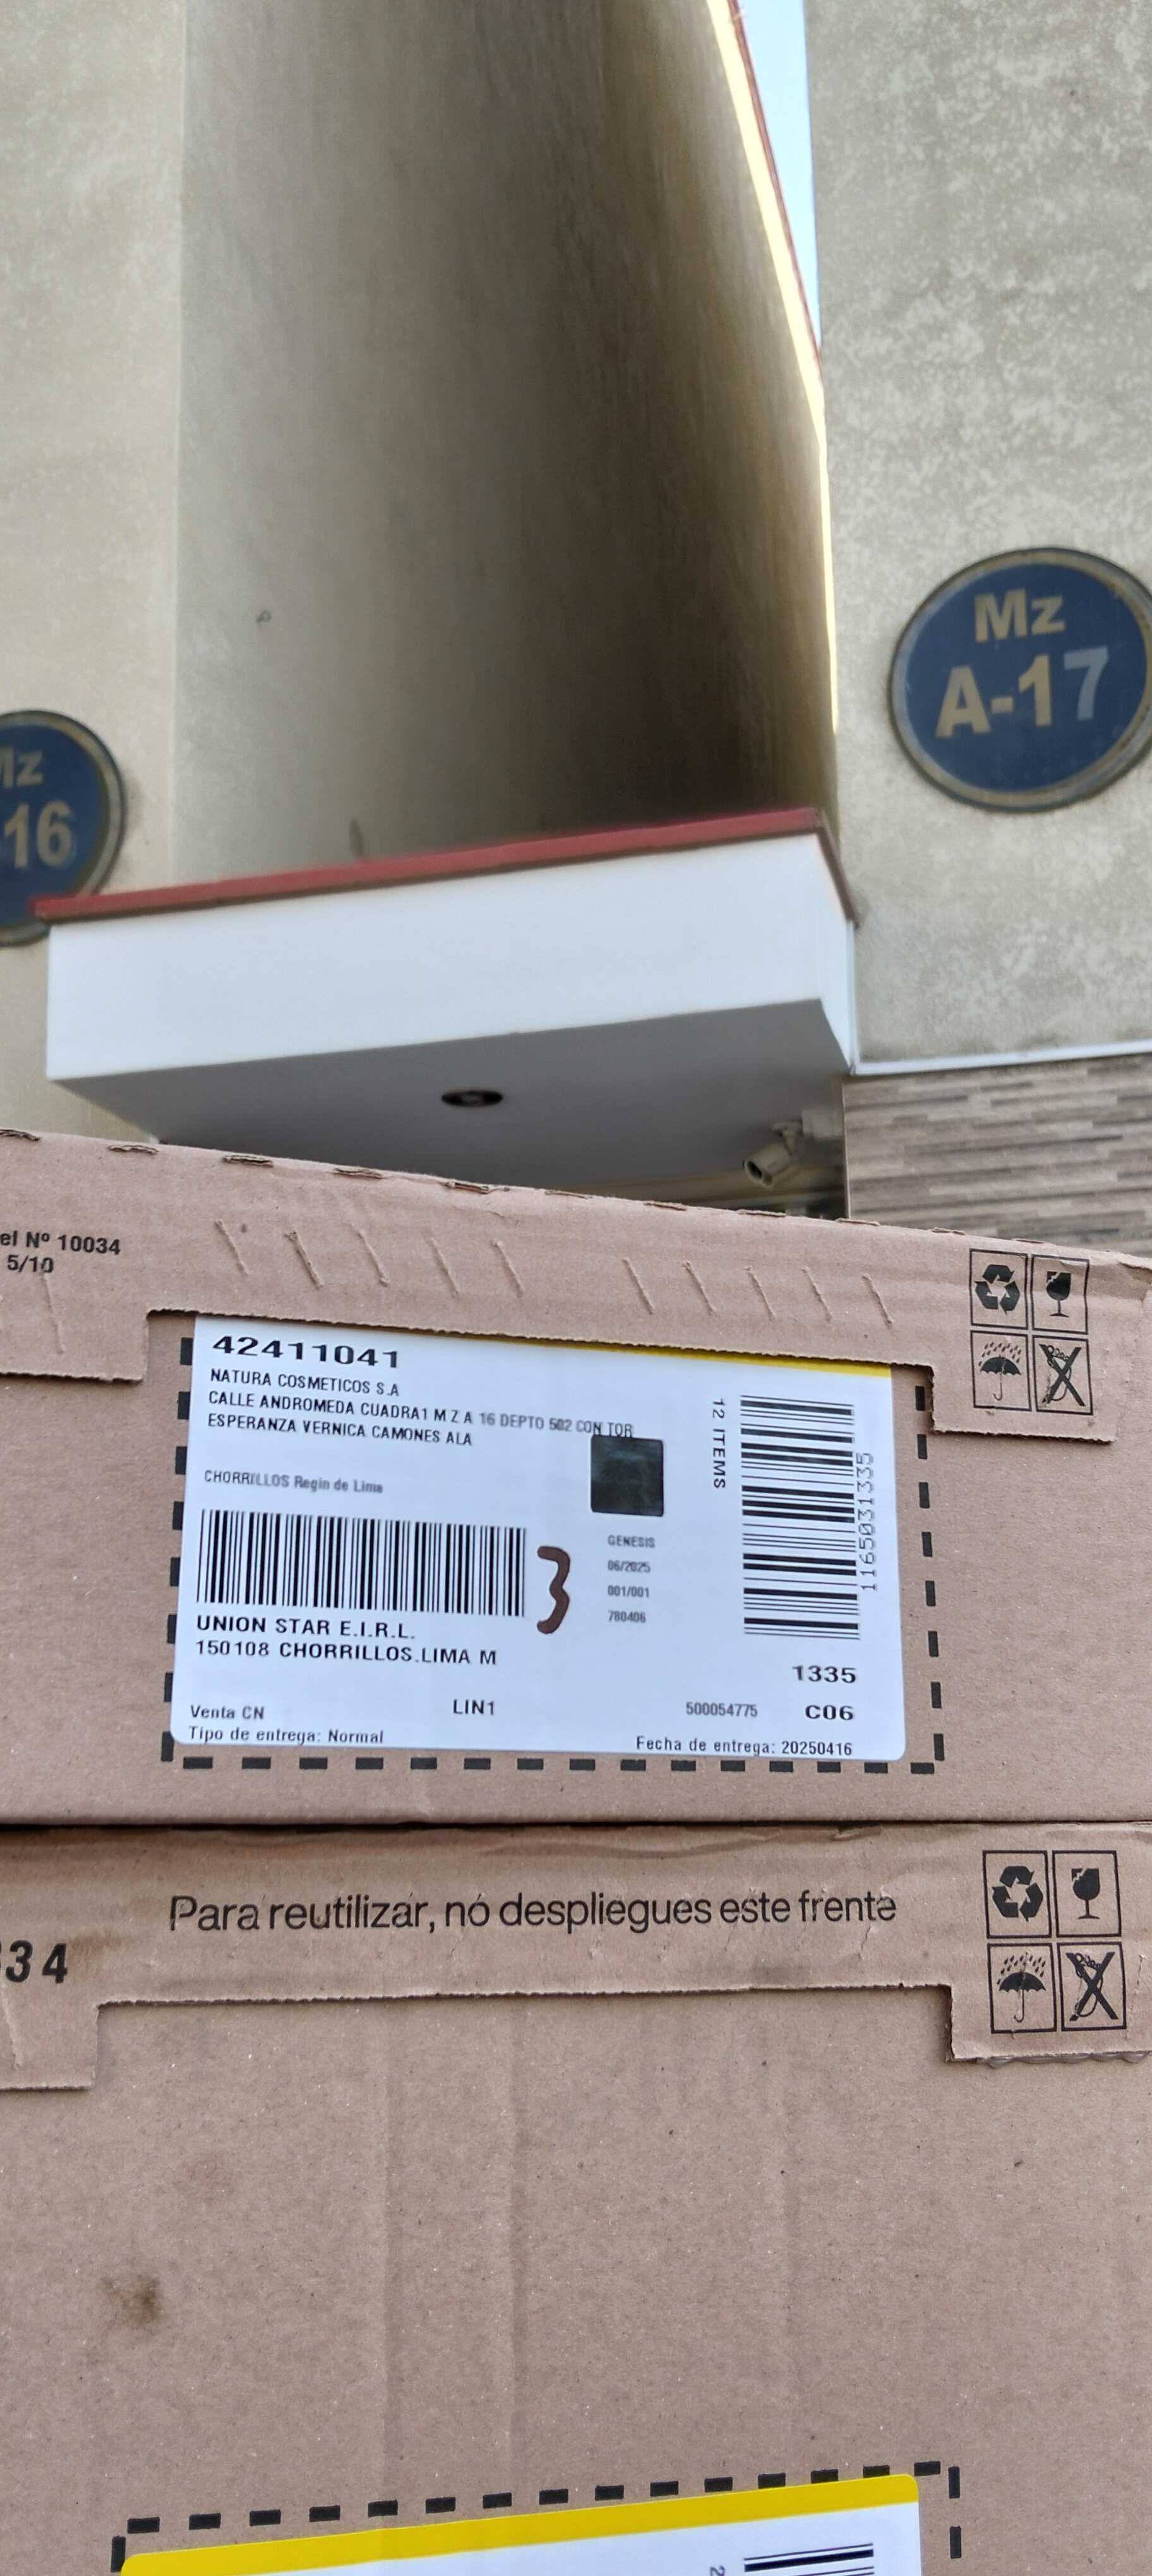 Mz
A-17
Mz
-16
el Nº 10034
5/10
42411041
NATURA COSMETICOS S.A
CALLE ANDROMEDA CUADRA1 M Z A 16 DEPTO 502 CON TOR
ESPERANZA VERNICA CAMONES ALA
CHORRILLOS Regin de Lima
12 ITEMS
1165031335
GENESIS
06/2025
001/001
780406
3
UNION STAR E.I.R.L.
150108 CHORRILLOS.LIMA M
1335
Venta CN
LIN1
500054775
C06
Tipo de entrega: Normal
Fecha de entrega: 20250416
Para reutilizar, nó despliegues este frente
34
2